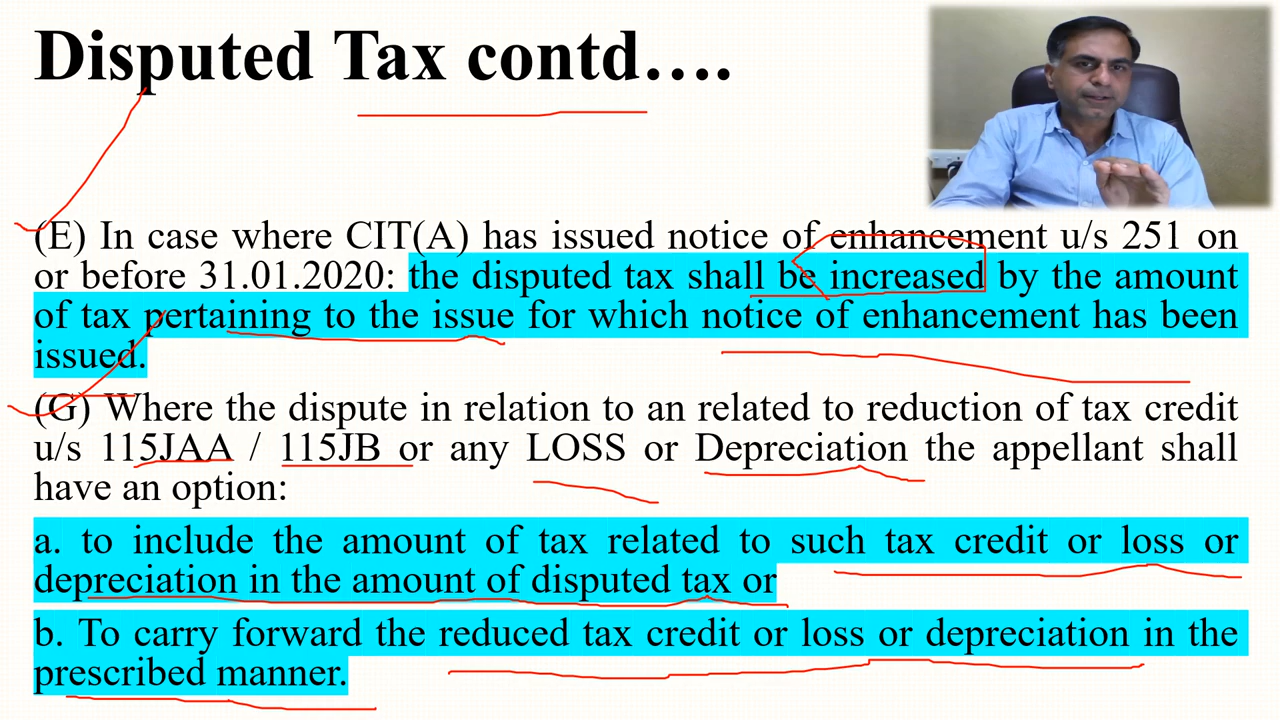 Disputed Tax contd….
(E) In case where CIT(A) has issued notice of enhancement u/s 251 on
or before 31.01.2020: the disputed tax shall be increased by the amount
of tax pertaining to the issue for which notice of enhancement has been
issued.
(G) Where the dispute in relation to an related to reduction of tax credit
u/s 115JAA / 115JB or any LOSS or Depreciation the appellant shall
have an option:
a. to include the amount of tax related to such tax credit or loss or
depreciation in the amount of disputed tax or
b. To carry forward the reduced tax credit or loss or depreciation in the
prescribed manner.